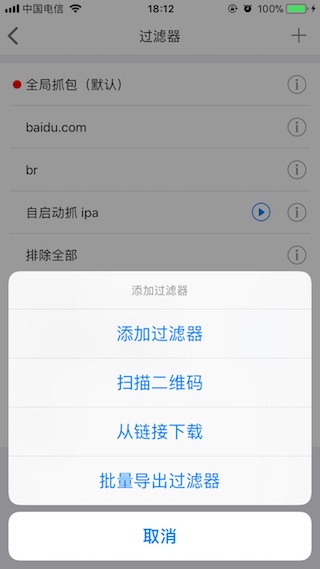 中国电信
18:12
100%
过滤器
全局抓包（默认）
baidu.com
br
自启动抓 ipa
排除全部
添加过滤器
添加过滤器
扫描二维码
从链接下载
批量导出过滤器
取消